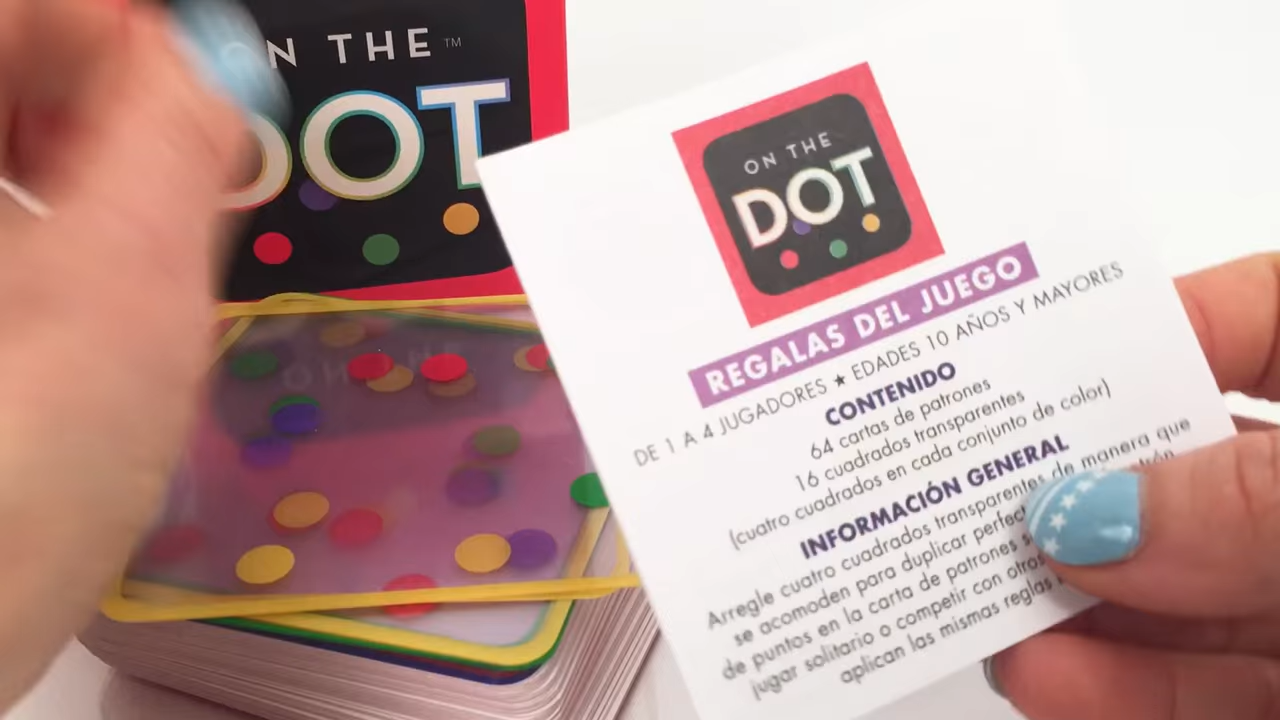 ON THE™
DOT
ON THE
DOT
REGALAS DEL JUEGO
DE 1 A 4 JUGADORES ★ EDADES 10 AÑOS Y MAYORES
CONTENIDO
64 cartas de patrones
16 cuadrados transparentes
(cuatro cuadrados en cada conjunto de color)
INFORMACIÓN GENERAL
Arregle cuatro cuadrados transparentes de manera que
se acomoden para duplicar
de puntos en la carta de patrones
jugar solitario o competir con otros
aplican las mismas reglas